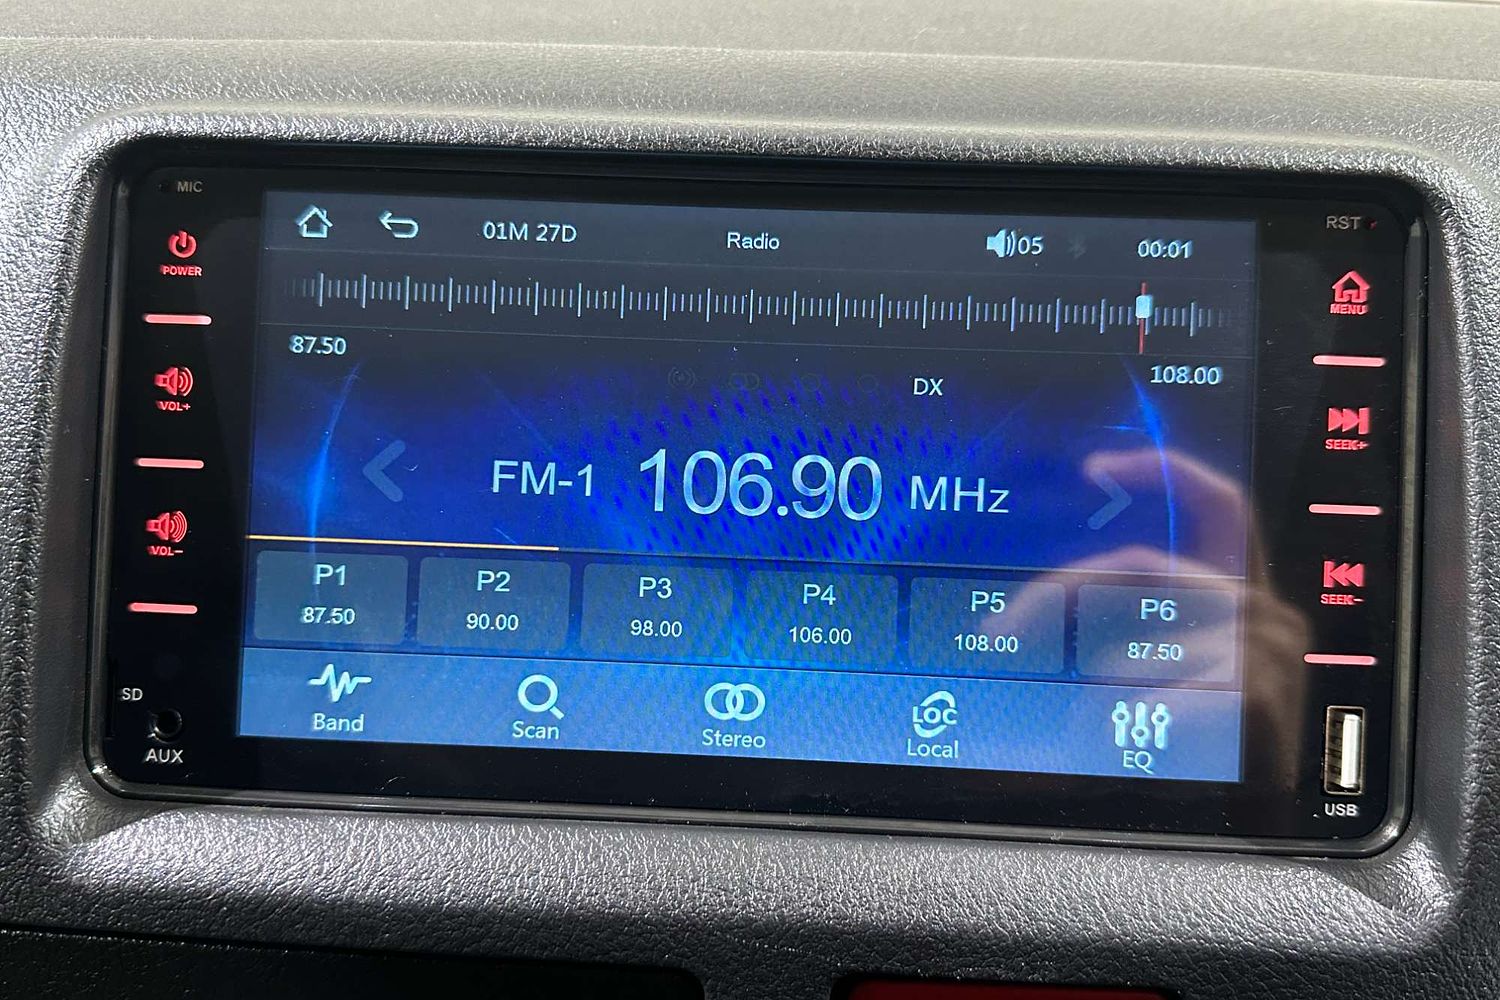 MIC
POWER
VOL+
VOL−
SD
AUX
01M 27D
Radio
05
00:01
87.50
108.00
DX
FM-1 106.90 MHz
P1
87.50
P2
90.00
P3
98.00
P4
106.00
P5
108.00
P6
87.50
Band
Scan
Stereo
LOC
Local
EQ
RST
MENU
SEEK+
SEEK−
USB